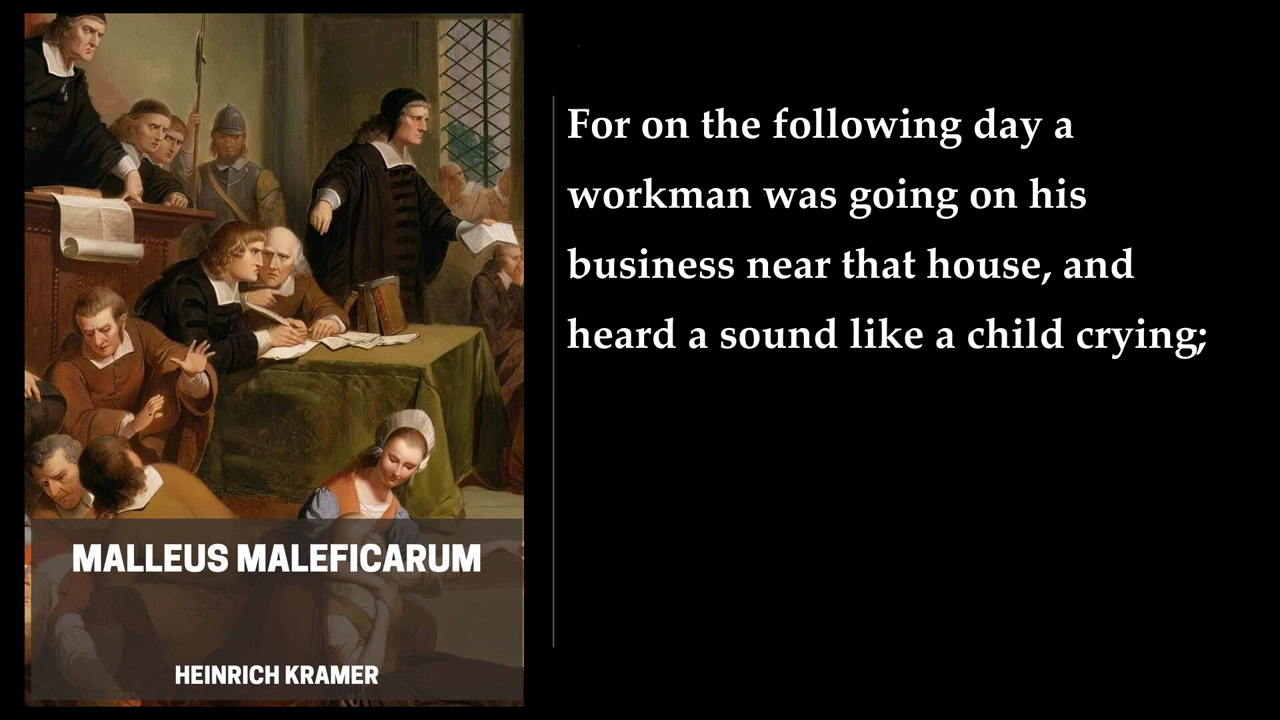 For on the following day a
workman was going on his
business near that house, and
heard a sound like a child crying;
MALLEUS MALEFICARUM
HEINRICH KRAMER